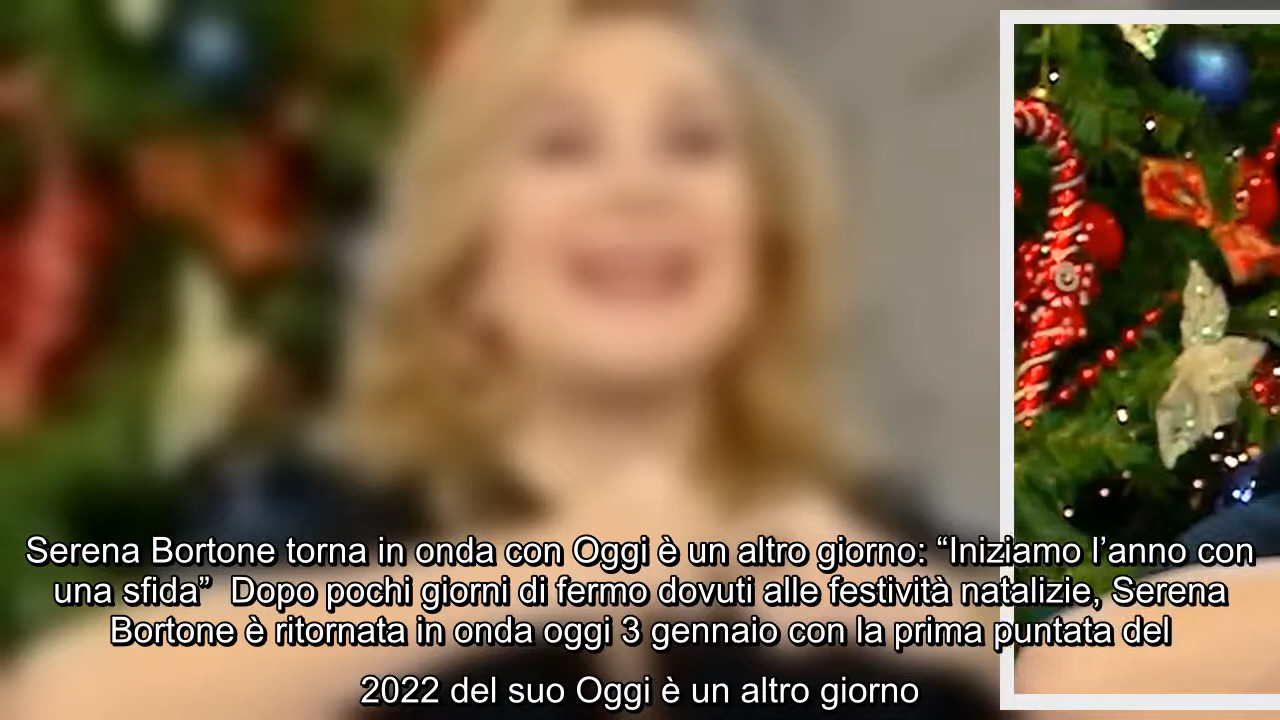 Serena Bortone torna in onda con Oggi è un altro giorno: “Iniziamo l’anno con
una sfida”  Dopo pochi giorni di fermo dovuti alle festività natalizie, Serena
Bortone è ritornata in onda oggi 3 gennaio con la prima puntata del
2022 del suo Oggi è un altro giorno